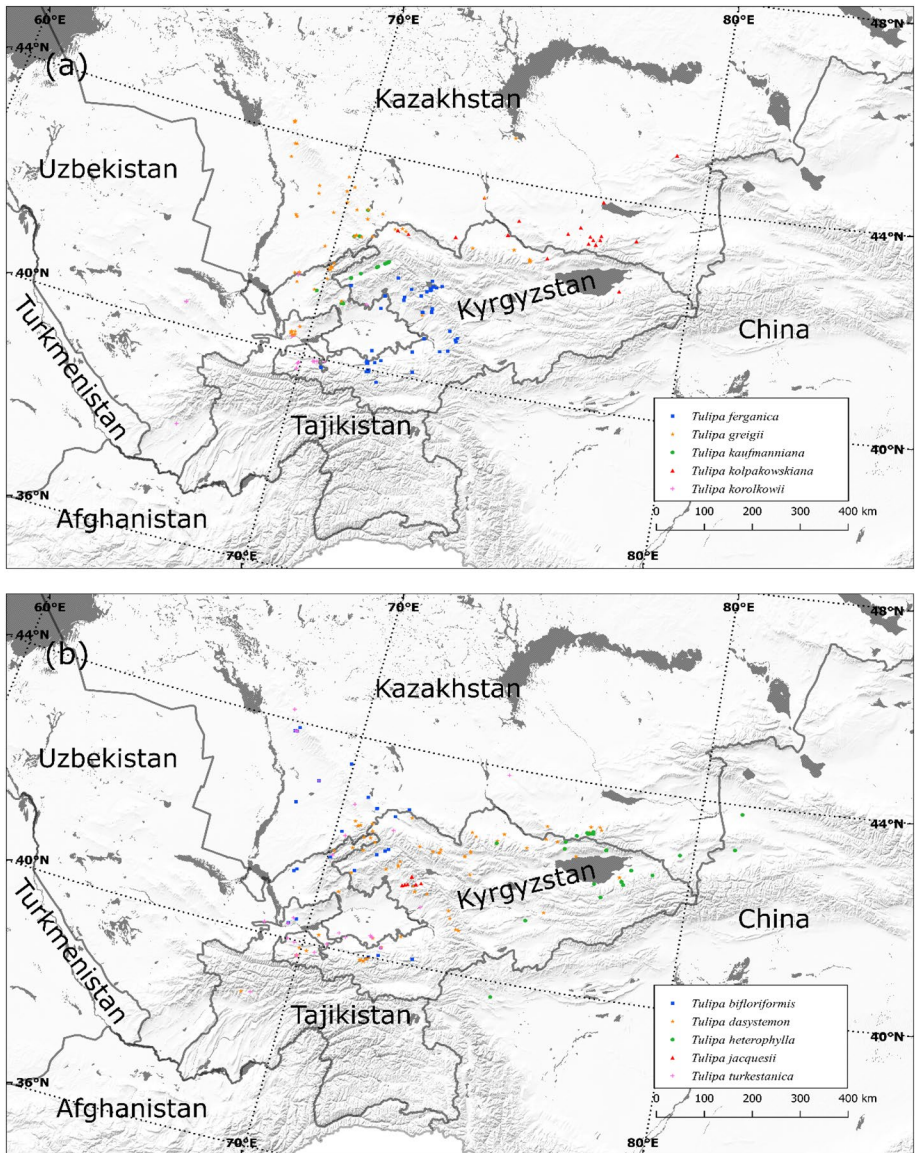 60°E
70°E
80°E
48°N
44°N
(a)
Kazakhstan
Uzbekistan
44°N
40°N
Kyrgyzstan
China
Turkmenistan
Tajikistan
Tulipa ferganica
Tulipa greigii
Tulipa kaufmanniana
Tulipa kolpakowskiana
Tulipa korolkowii
40°N
36°N
Afghanistan
0 100 200 300 400 km
70°E
80°E
60°E
70°E
80°E
48°N
44°N
(b)
Kazakhstan
Uzbekistan
44°N
40°N
Kyrgyzstan
China
Turkmenistan
Tajikistan
Tulipa bifloriformis
Tulipa dasystemon
Tulipa heterophylla
Tulipa jacquesii
Tulipa turkestanica
40°N
36°N
Afghanistan
0 100 200 300 400 km
70°E
80°E